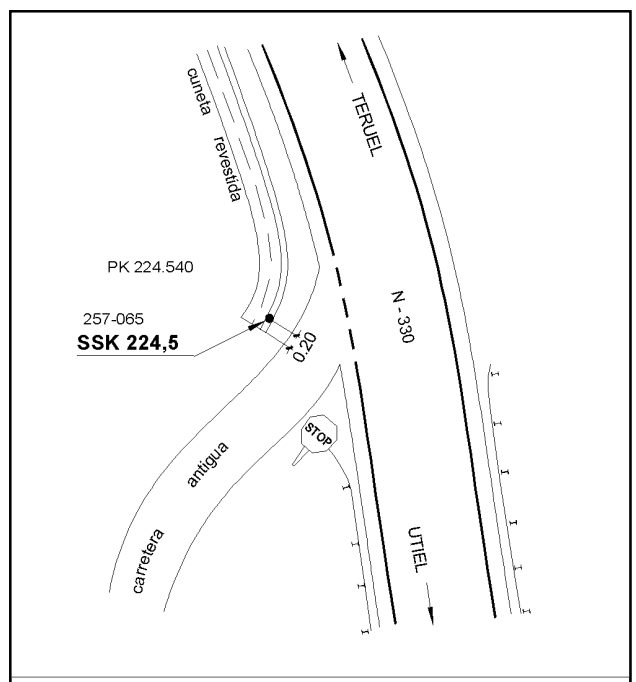 cuneta
revestida
TERUEL
PK 224.540
257-065
SSK 224,5
0.20
N - 330
STOP
antigua
carretera
UTIEL